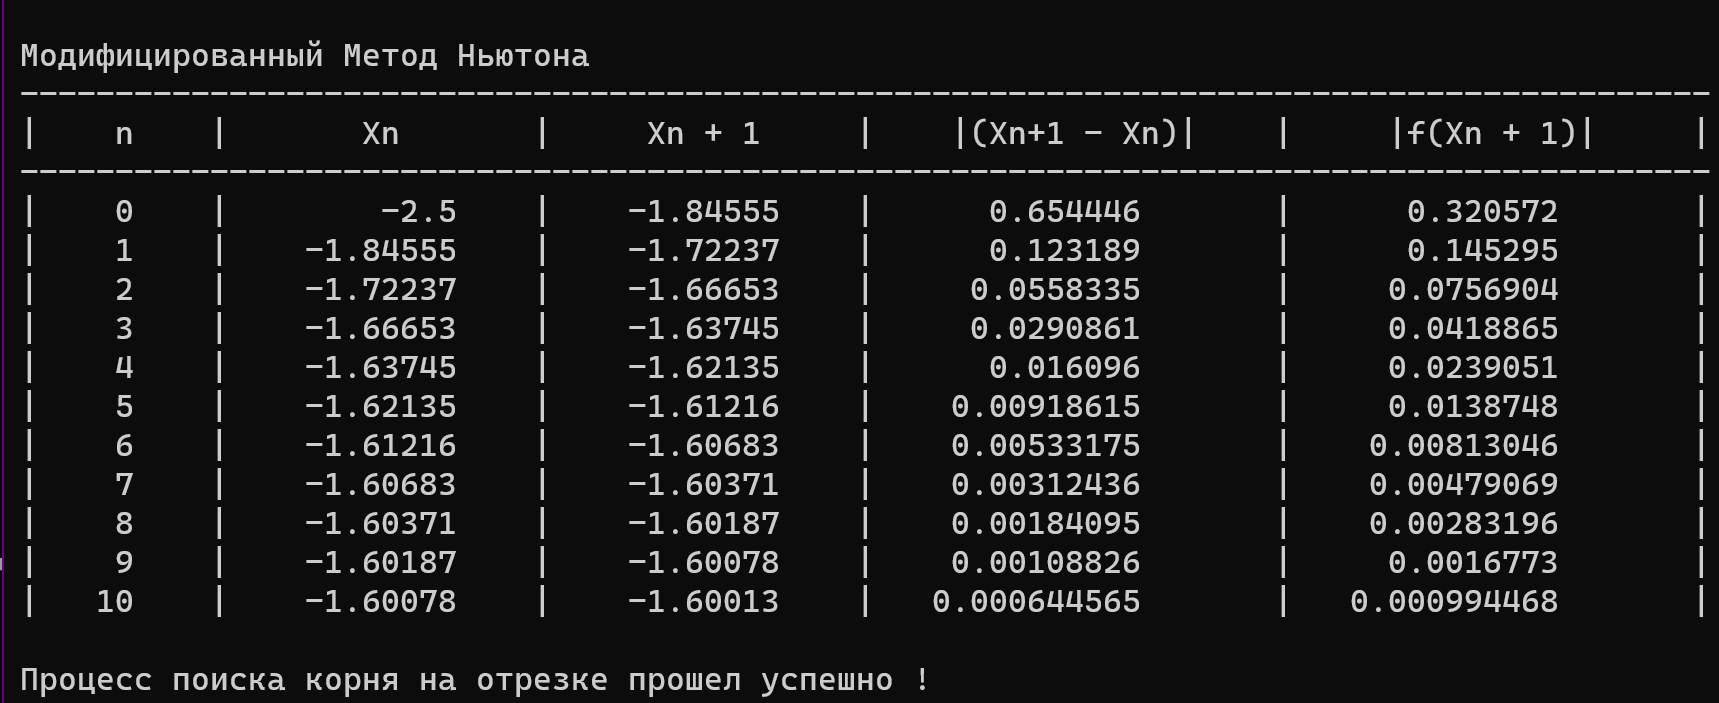 Модифицированный Метод Ньютона
-----------------------------------------------------------------------------------------
|    n    |       Xn       |     Xn + 1     |    |(Xn+1 - Xn)|    |     |f(Xn + 1)|     |
-----------------------------------------------------------------------------------------
|    0    |        -2.5    |    -1.84555    |      0.654446       |      0.320572       |
|    1    |    -1.84555    |    -1.72237    |      0.123189       |      0.145295       |
|    2    |    -1.72237    |    -1.66653    |     0.0558335       |     0.0756904       |
|    3    |    -1.66653    |    -1.63745    |     0.0290861       |     0.0418865       |
|    4    |    -1.63745    |    -1.62135    |      0.016096       |     0.0239051       |
|    5    |    -1.62135    |    -1.61216    |    0.00918615       |     0.0138748       |
|    6    |    -1.61216    |    -1.60683    |    0.00533175       |    0.00813046       |
|    7    |    -1.60683    |    -1.60371    |    0.00312436       |    0.00479069       |
|    8    |    -1.60371    |    -1.60187    |    0.00184095       |    0.00283196       |
|    9    |    -1.60187    |    -1.60078    |    0.00108826       |     0.0016773       |
|   10    |    -1.60078    |    -1.60013    |   0.000644565       |   0.000994468       |
Процесс поиска корня на отрезке прошел успешно !